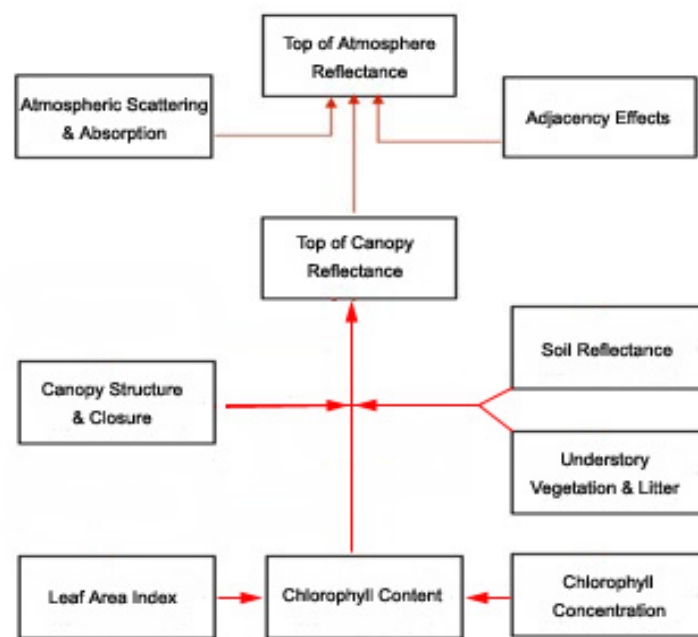 Top of Atmosphere
Reflectance
Atmospheric Scattering
& Absorption
Adjacency Effects
Top of Canopy
Reflectance
Soil Reflectance
Canopy Structure
& Closure
Understory
Vegetation & Litter
Leaf Area Index
Chlorophyll Content
Chlorophyll
Concentration